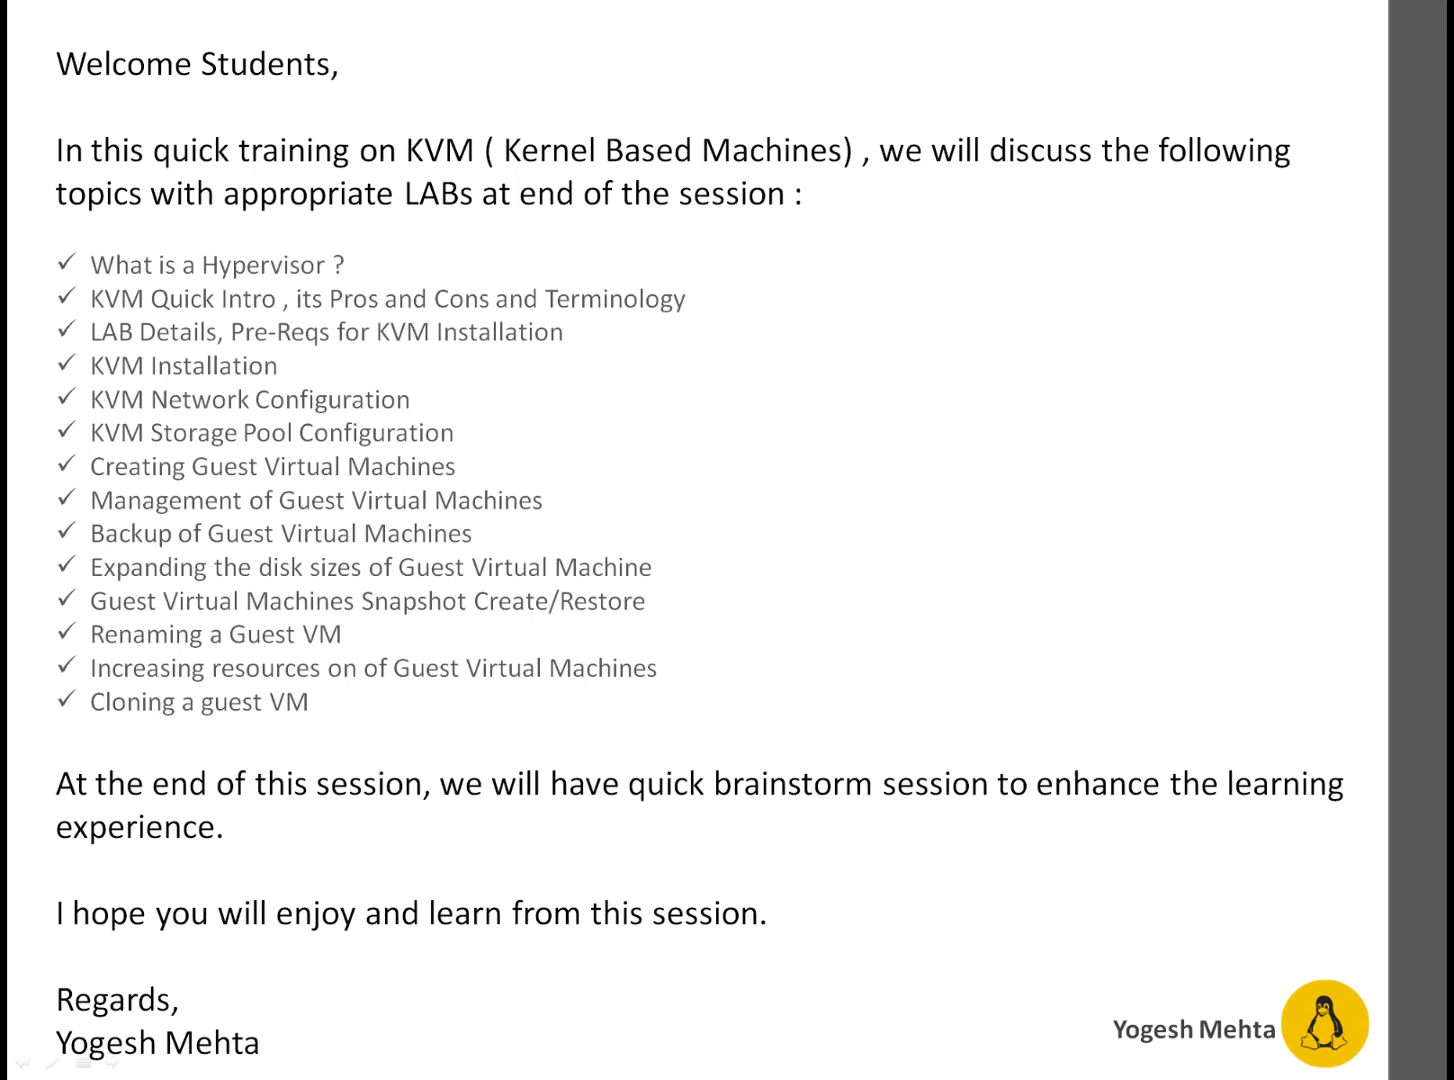 Welcome Students,
In this quick training on KVM ( Kernel Based Machines) , we will discuss the following
topics with appropriate LABs at end of the session :
✓ What is a Hypervisor ?
✓ KVM Quick Intro , its Pros and Cons and Terminology
✓ LAB Details, Pre-Reqs for KVM Installation
✓ KVM Installation
✓ KVM Network Configuration
✓ KVM Storage Pool Configuration
✓ Creating Guest Virtual Machines
✓ Management of Guest Virtual Machines
✓ Backup of Guest Virtual Machines
✓ Expanding the disk sizes of Guest Virtual Machine
✓ Guest Virtual Machines Snapshot Create/Restore
✓ Renaming a Guest VM
✓ Increasing resources on of Guest Virtual Machines
✓ Cloning a guest VM
At the end of this session, we will have quick brainstorm session to enhance the learning
experience.
I hope you will enjoy and learn from this session.
Regards,
Yogesh Mehta
Yogesh Mehta